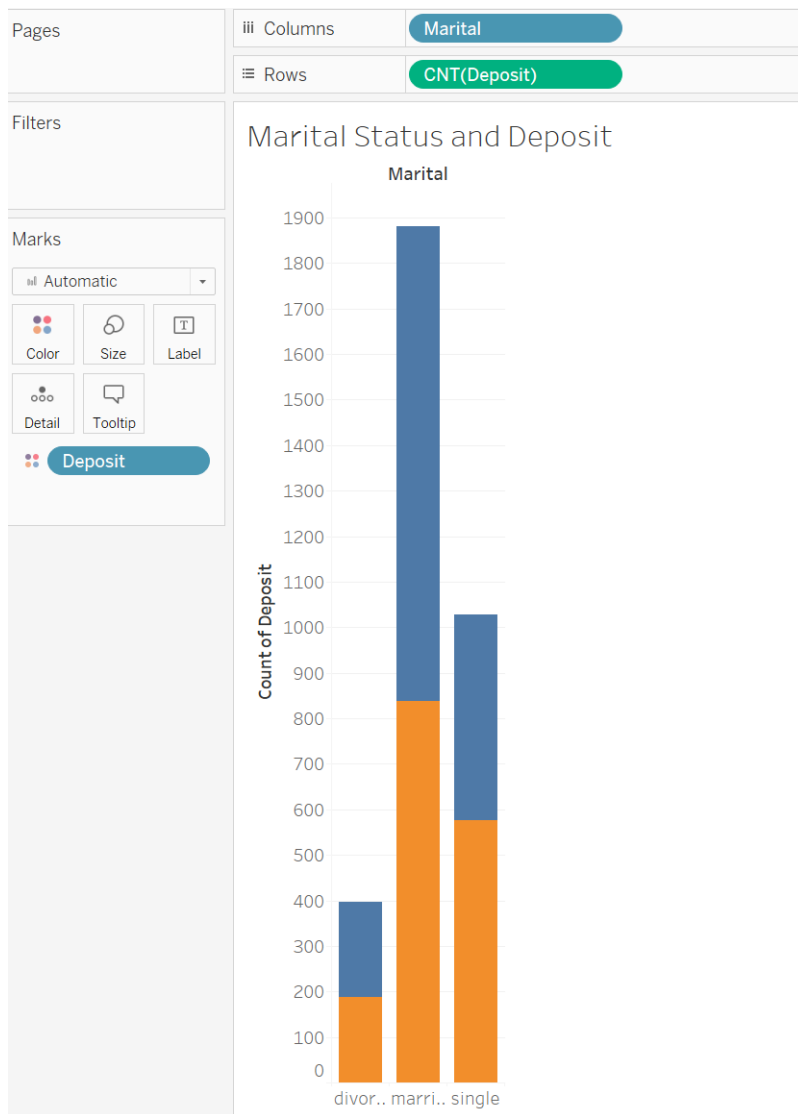 Pages
Columns
Marital
Rows
CNT(Deposit)
Filters
Marks
Automatic
Color
Size
T
Label
Detail
Tooltip
Deposit
Marital Status and Deposit
Marital
Count of Deposit
1900
1800
1700
1600
1500
1400
1300
1200
1100
1000
900
800
700
600
500
400
300
200
100
0
divor.. marri.. single